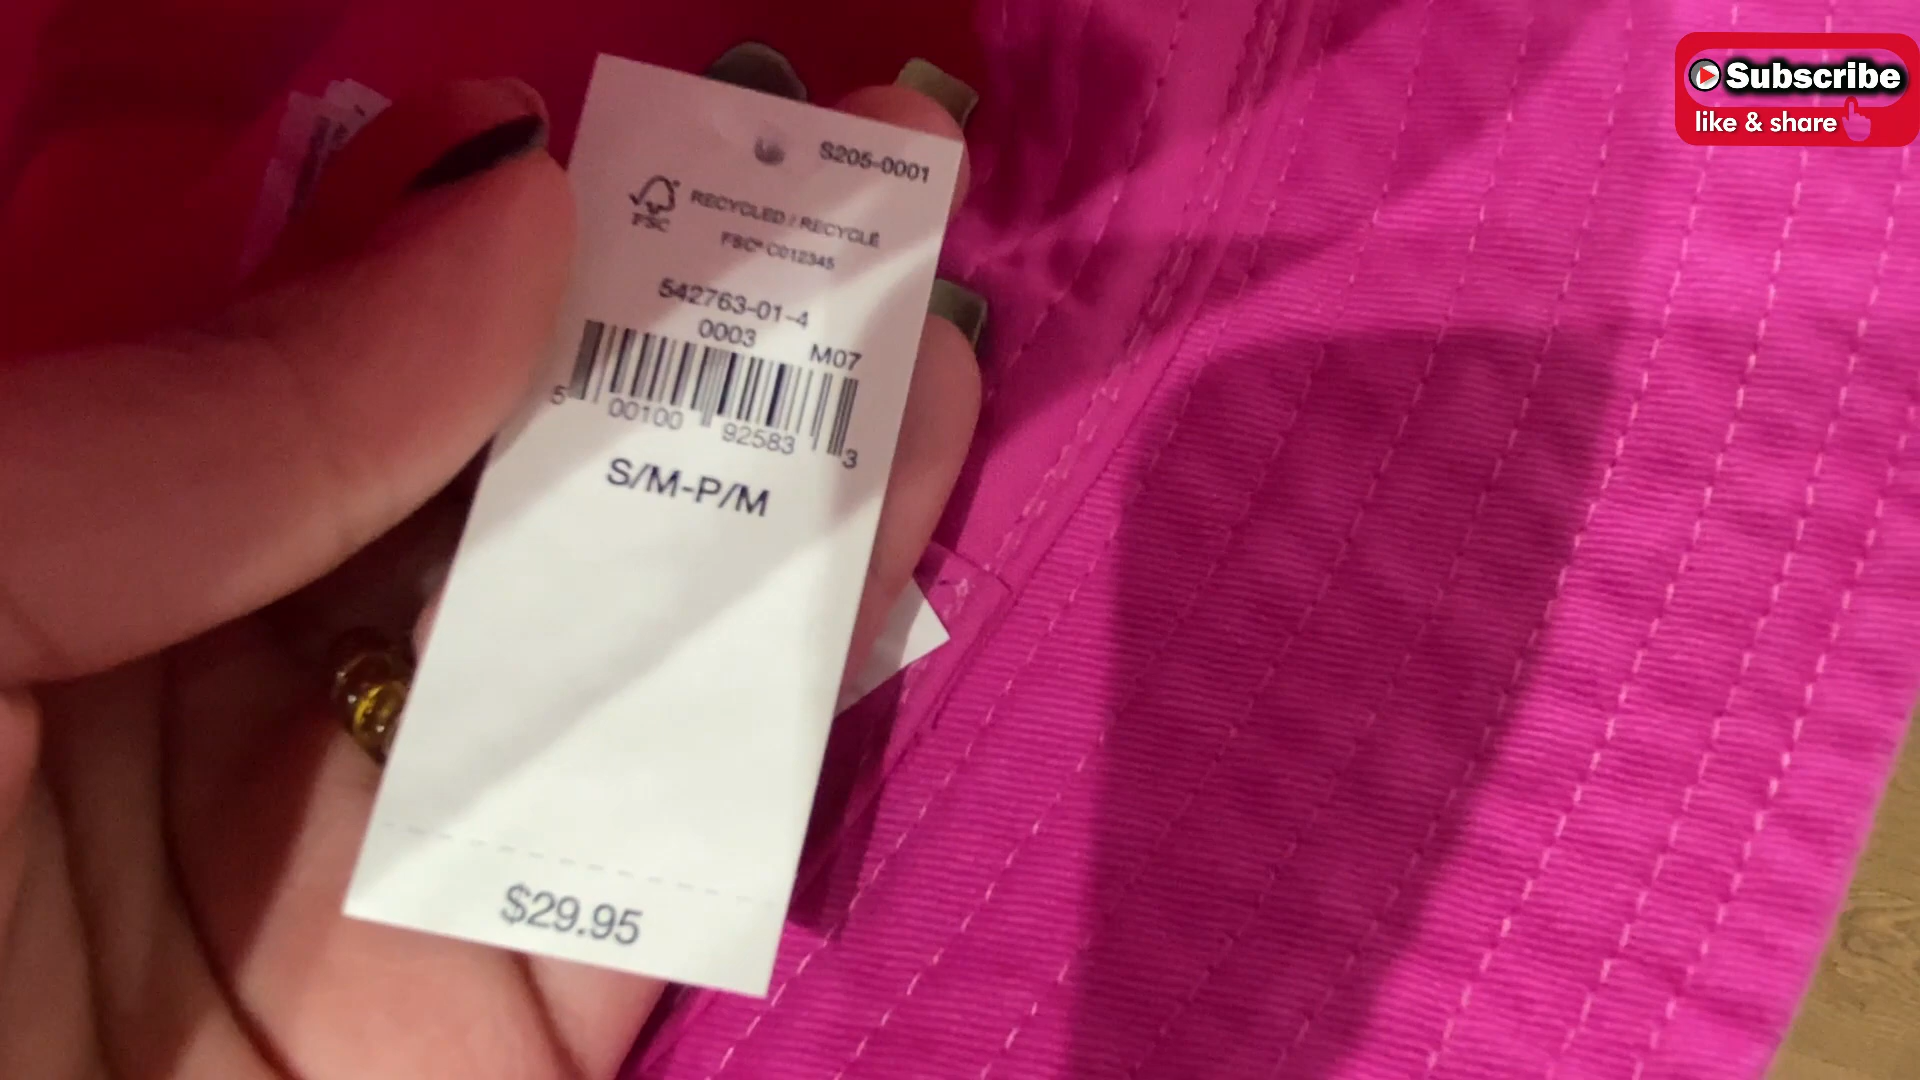 Subscribe
like & share
S205-0001
FSC
RECYCLED / RECYCLÉ
FSC® C012345
542763-01-4
0003
M07
5 00100 92583 3
S/M-P/M
$29.95